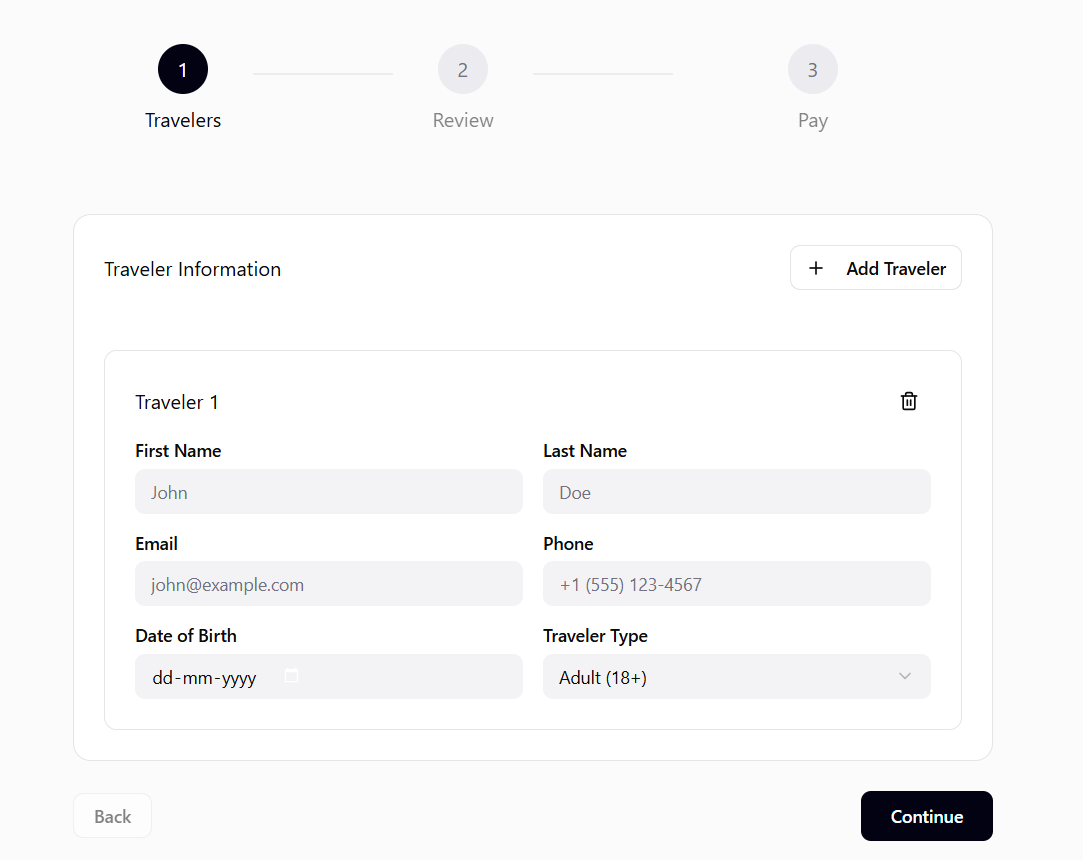 1 2 3
Travelers Review Pay
Traveler Information + Add Traveler
Traveler 1
First Name Last Name
John Doe
Email Phone
john@example.com +1 (555) 123-4567
Date of Birth Traveler Type
dd-mm-yyyy Adult (18+)
Back Continue